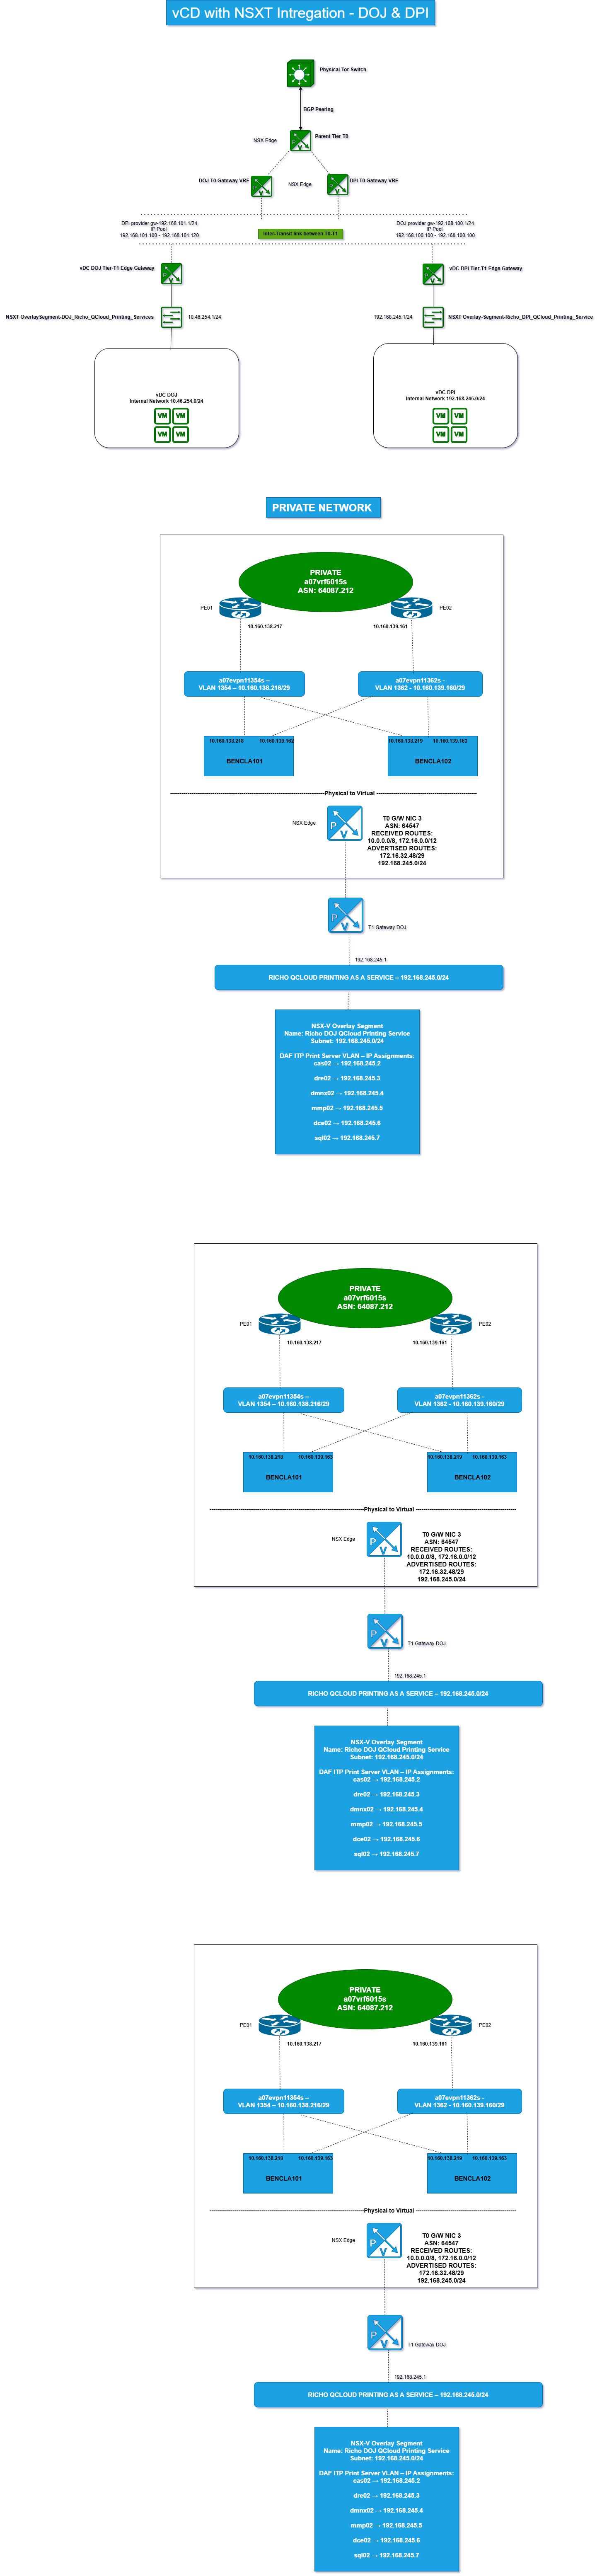 vCD with NSXT Intregation - DOJ & DPI
Physical Tor Switch
BGP Peering
NSX Edge
Parent Tier-T0
DOJ T0 Gateway VRF
NSX Edge
DPI T0 Gateway VRF
DPI provider gw-192.168.101.1/24
IP Pool
192.168.101.100 - 192.168.101.120
Inter-Transit link between T0-T1
DOJ provider gw-192.168.100.1/24
IP Pool
192.168.100.100 - 192.168.100.100
vDC DOJ Tier-T1 Edge Gateway
vDC DPI Tier-T1 Edge Gateway
NSXT OverlaySegment-DOJ_Richo_QCloud_Printing_Services
10.46.254.1/24
192.168.245.1/24
NSXT Overlay-Segment-Richo_DPI_QCloud_Printing_Service
vDC DOJ
Internal Network 10.46.254.0/24
VM VM
VM VM
vDC DPI
Internal Network 192.168.245.0/24
VM VM
VM VM
PRIVATE NETWORK
PRIVATE
a07vrf6015s
ASN: 64087.212
PE01
PE02
10.160.138.217
10.160.139.161
a07evpn11354s –
VLAN 1354 – 10.160.138.216/29
a07evpn11362s -
VLAN 1362 - 10.160.139.160/29
10.160.138.218
10.160.139.162
10.160.138.219
10.160.139.163
BENCLA101
BENCLA102
Physical to Virtual
NSX Edge
P
V
T0 G/W NIC 3
ASN: 64547
RECEIVED ROUTES:
10.0.0.0/8, 172.16.0.0/12
ADVERTISED ROUTES:
172.16.32.48/29
192.168.245.0/24
P
V
T1 Gateway DOJ
192.168.245.1
RICHO QCLOUD PRINTING AS A SERVICE – 192.168.245.0/24
NSX-V Overlay Segment
Name: Richo DOJ QCloud Printing Service
Subnet: 192.168.245.0/24
DAF ITP Print Server VLAN – IP Assignments:
cas02 → 192.168.245.2
dre02 → 192.168.245.3
dmnx02 → 192.168.245.4
mmp02 → 192.168.245.5
dce02 → 192.168.245.6
sql02 → 192.168.245.7
PRIVATE
a07vrf6015s
ASN: 64087.212
PE01
PE02
10.160.138.217
10.160.139.161
a07evpn11354s –
VLAN 1354 – 10.160.138.216/29
a07evpn11362s -
VLAN 1362 - 10.160.139.160/29
10.160.138.218
10.160.139.163
10.160.138.219
10.160.139.163
BENCLA101
BENCLA102
Physical to Virtual
NSX Edge
P
V
T0 G/W NIC 3
ASN: 64547
RECEIVED ROUTES:
10.0.0.0/8, 172.16.0.0/12
ADVERTISED ROUTES:
172.16.32.48/29
192.168.245.0/24
P
V
T1 Gateway DOJ
192.168.245.1
RICHO QCLOUD PRINTING AS A SERVICE – 192.168.245.0/24
NSX-V Overlay Segment
Name: Richo DOJ QCloud Printing Service
Subnet: 192.168.245.0/24
DAF ITP Print Server VLAN – IP Assignments:
cas02 → 192.168.245.2
dre02 → 192.168.245.3
dmnx02 → 192.168.245.4
mmp02 → 192.168.245.5
dce02 → 192.168.245.6
sql02 → 192.168.245.7
PRIVATE
a07vrf6015s
ASN: 64087.212
PE01
PE02
10.160.138.217
10.160.139.161
a07evpn11354s –
VLAN 1354 – 10.160.138.216/29
a07evpn11362s -
VLAN 1362 - 10.160.139.160/29
10.160.138.218
10.160.139.163
10.160.138.219
10.160.139.163
BENCLA101
BENCLA102
Physical to Virtual
NSX Edge
P
V
T0 G/W NIC 3
ASN: 64547
RECEIVED ROUTES:
10.0.0.0/8, 172.16.0.0/12
ADVERTISED ROUTES:
172.16.32.48/29
192.168.245.0/24
P
V
T1 Gateway DOJ
192.168.245.1
RICHO QCLOUD PRINTING AS A SERVICE – 192.168.245.0/24
NSX-V Overlay Segment
Name: Richo DOJ QCloud Printing Service
Subnet: 192.168.245.0/24
DAF ITP Print Server VLAN – IP Assignments:
cas02 → 192.168.245.2
dre02 → 192.168.245.3
dmnx02 → 192.168.245.4
mmp02 → 192.168.245.5
dce02 → 192.168.245.6
sql02 → 192.168.245.7